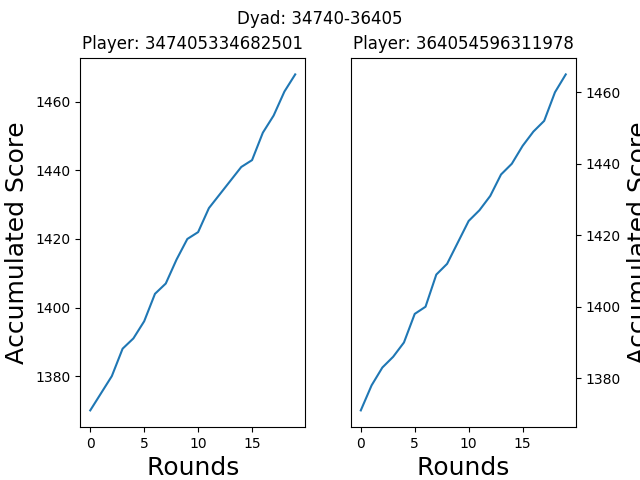 Dyad: 34740-36405
Player: 347405334682501
Player: 364054596311978
1460
1440
1420
1400
1380
Accumulated Score
0 5 10 15
Rounds
1460
1440
1420
1400
1380
Accumulated Score
0 5 10 15
Rounds